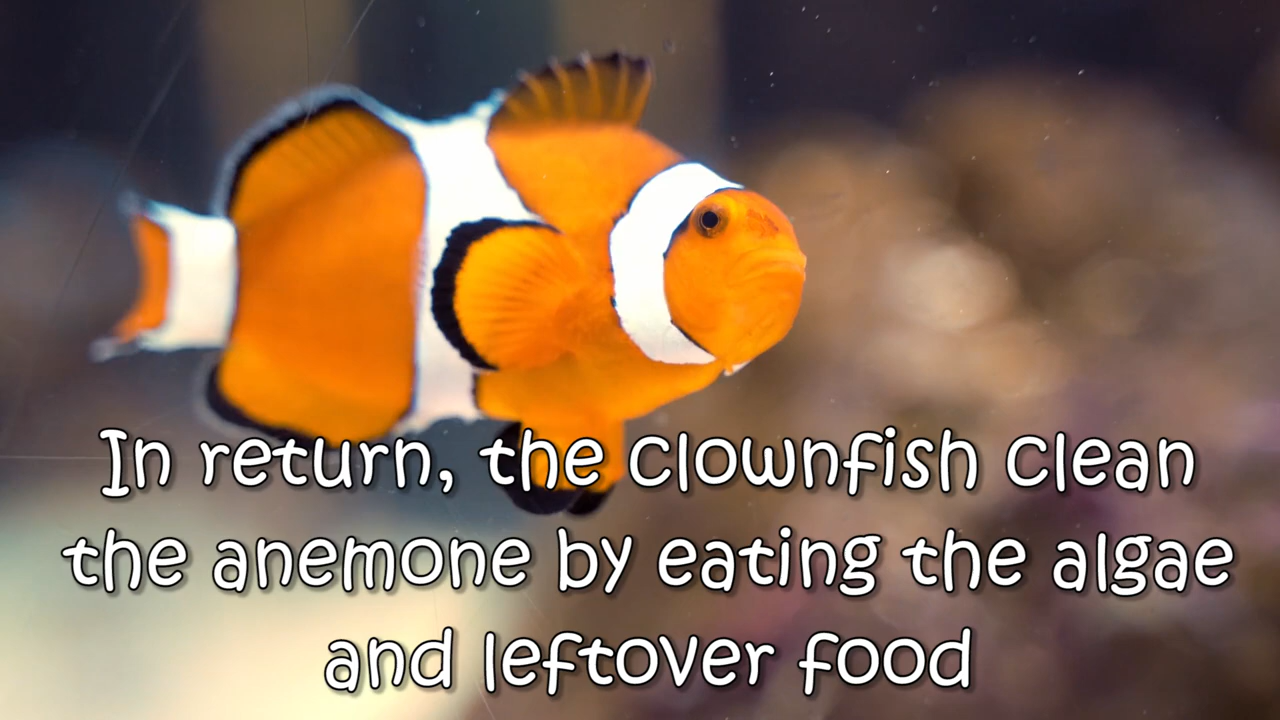 In return, the clownfish clean
the anemone by eating the algae
and leftover food